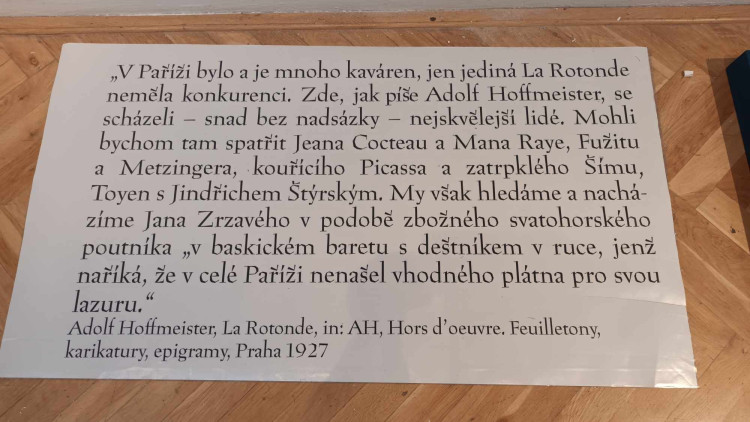 „V Paříži bylo a je mnoho kaváren, jen jediná La Rotonde
neměla konkurenci. Zde, jak píše Adolf Hoffmeister, se
scházeli – snad bez nadsázky – nejskvělejší lidé. Mohli
bychom tam spatřit Jeana Cocteau a Mana Raye, Fužitu
a Metzingera, kouřícího Picassa a zatrpklého Šímu,
Toyen s Jindřichem Štýrským. My však hledáme a nachá-
zíme Jana Zrzavého v podobě zbožného svatohorského
poutníka „v baskickém baretu s deštníkem v ruce, jenž
naříká, že v celé Paříži nenašel vhodného plátna pro svou
lazuru.“
Adolf Hoffmeister, La Rotonde, in: AH, Hors d’oeuvre. Feuilletony,
karikatury, epigramy, Praha 1927